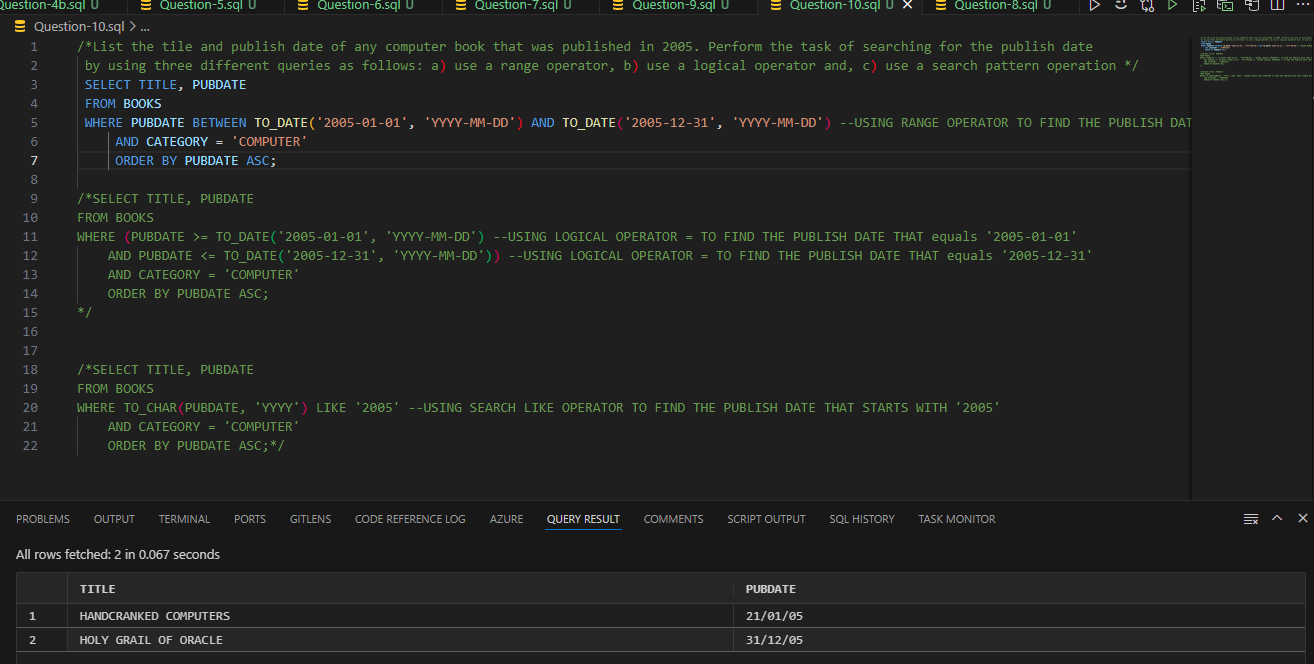 uestion-4b.sql U Question-5.sql U Question-6.sql U Question-7.sql U Question-9.sql U Question-10.sql U Question-8.sql U
Question-10.sql > ...
1 /*List the tile and publish date of any computer book that was published in 2005. Perform the task of searching for the publish date
2 by using three different queries as follows: a) use a range operator, b) use a logical operator and, c) use a search pattern operation */
3 SELECT TITLE, PUBDATE
4 FROM BOOKS
5 WHERE PUBDATE BETWEEN TO_DATE('2005-01-01', 'YYYY-MM-DD') AND TO_DATE('2005-12-31', 'YYYY-MM-DD') --USING RANGE OPERATOR TO FIND THE PUBLISH DAT
6 AND CATEGORY = 'COMPUTER'
7 ORDER BY PUBDATE ASC;
8
9 /*SELECT TITLE, PUBDATE
10 FROM BOOKS
11 WHERE (PUBDATE >= TO_DATE('2005-01-01', 'YYYY-MM-DD') --USING LOGICAL OPERATOR = TO FIND THE PUBLISH DATE THAT equals '2005-01-01'
12 AND PUBDATE <= TO_DATE('2005-12-31', 'YYYY-MM-DD')) --USING LOGICAL OPERATOR = TO FIND THE PUBLISH DATE THAT equals '2005-12-31'
13 AND CATEGORY = 'COMPUTER'
14 ORDER BY PUBDATE ASC;
15 */
16
17
18 /*SELECT TITLE, PUBDATE
19 FROM BOOKS
20 WHERE TO_CHAR(PUBDATE, 'YYYY') LIKE '2005' --USING SEARCH LIKE OPERATOR TO FIND THE PUBLISH DATE THAT STARTS WITH '2005'
21 AND CATEGORY = 'COMPUTER'
22 ORDER BY PUBDATE ASC;*/
PROBLEMS OUTPUT TERMINAL PORTS GITLENS CODE REFERENCE LOG AZURE QUERY RESULT COMMENTS SCRIPT OUTPUT SQL HISTORY TASK MONITOR
All rows fetched: 2 in 0.067 seconds
TITLE PUBDATE
1 HANDCRANKED COMPUTERS 21/01/05
2 HOLY GRAIL OF ORACLE 31/12/05